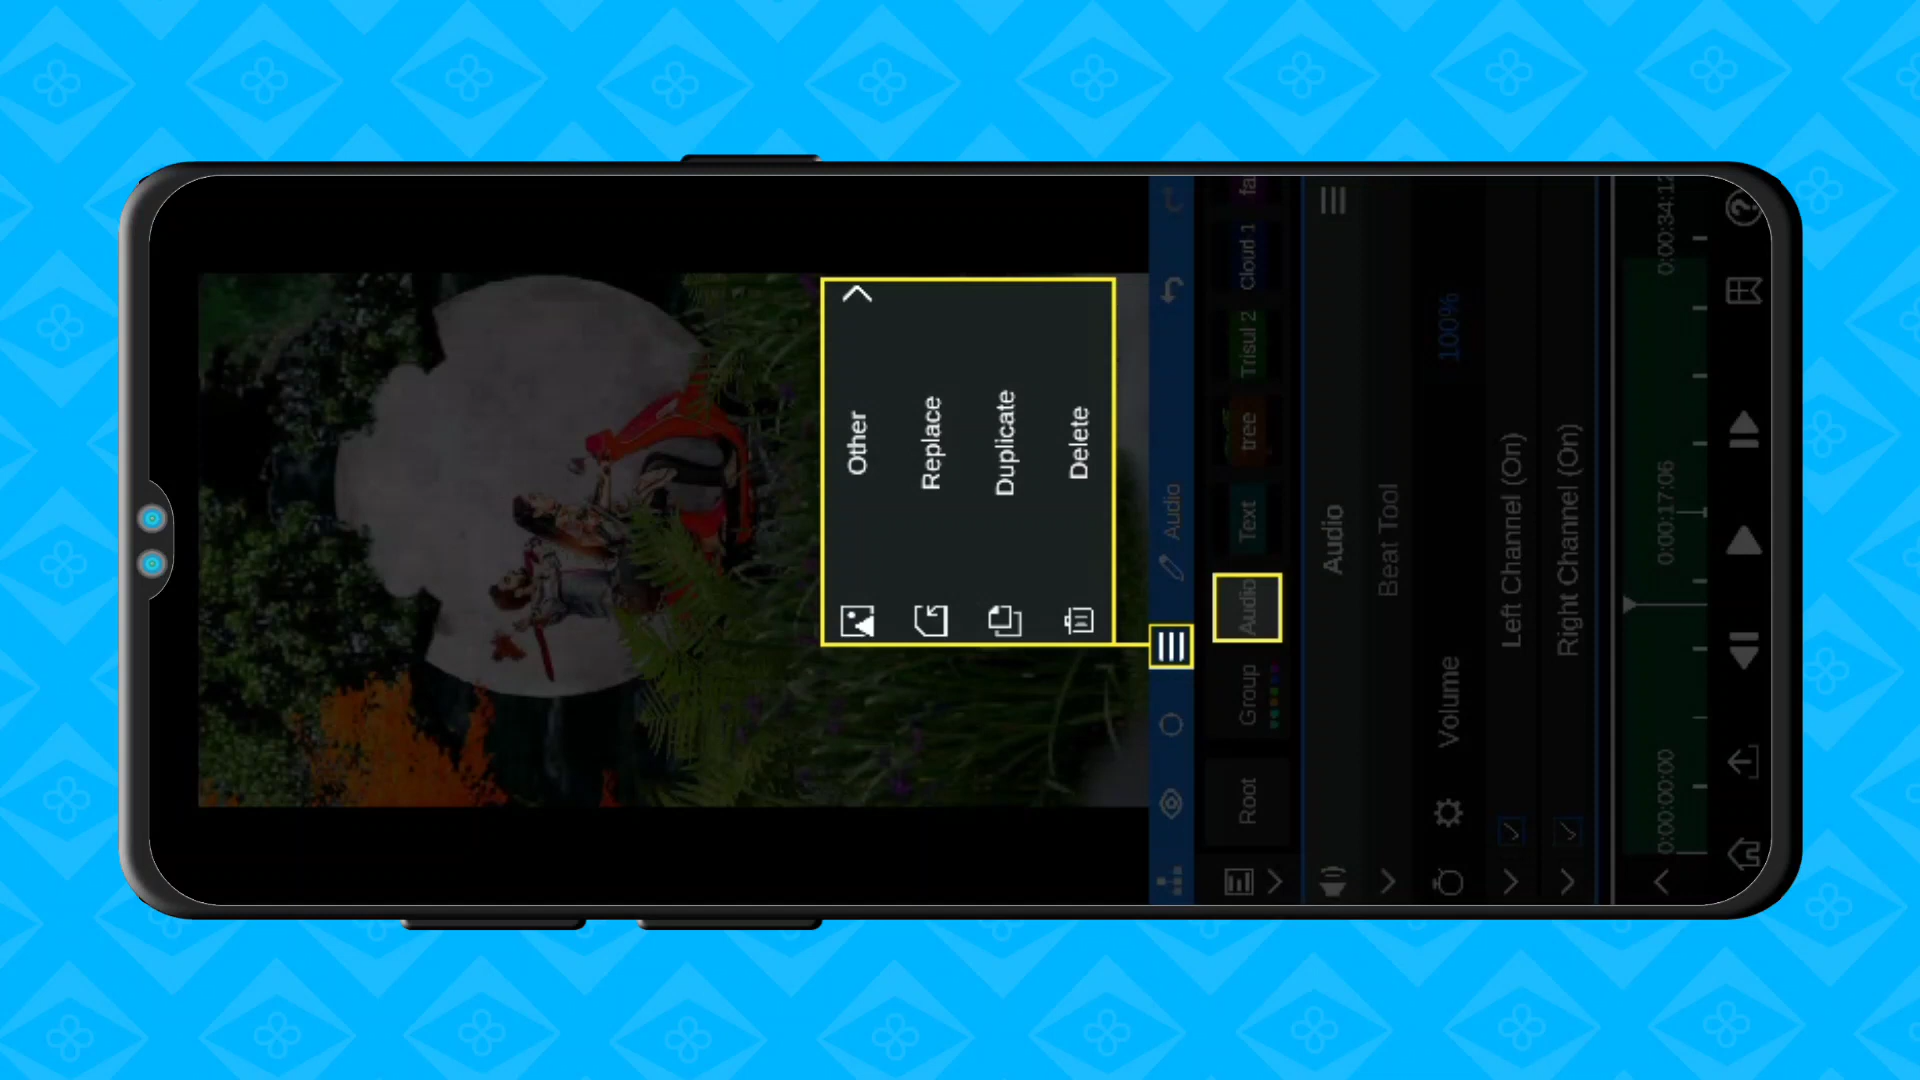 Other
Replace
Duplicate
Delete
Audio
Root
Group
Audio
Text
tree
Trisul 2
cloud 1
fa
Audio
Beat Tool
Volume
100%
Left Channel (On)
Right Channel (On)
0:00:00:00
0:00:17:06
0:00:34:12